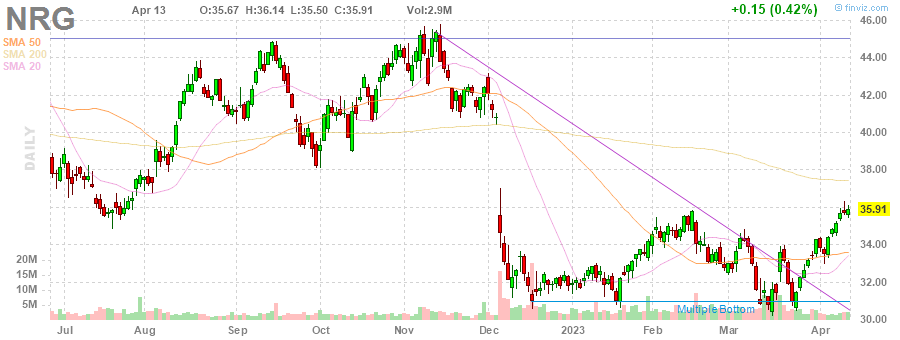 NRG Apr 13 O:35.67 H:36.14 L:35.50 C:35.91 Vol:2.9M +0.15 (0.42%) © finviz.com
SMA 50
SMA 200
SMA 20
DAILY
46.00
44.00
42.00
40.00
38.00
35.91
34.00
32.00
30.00
20M
15M
10M
5M
Multiple Bottom
Jul Aug Sep Oct Nov Dec 2023 Feb Mar Apr